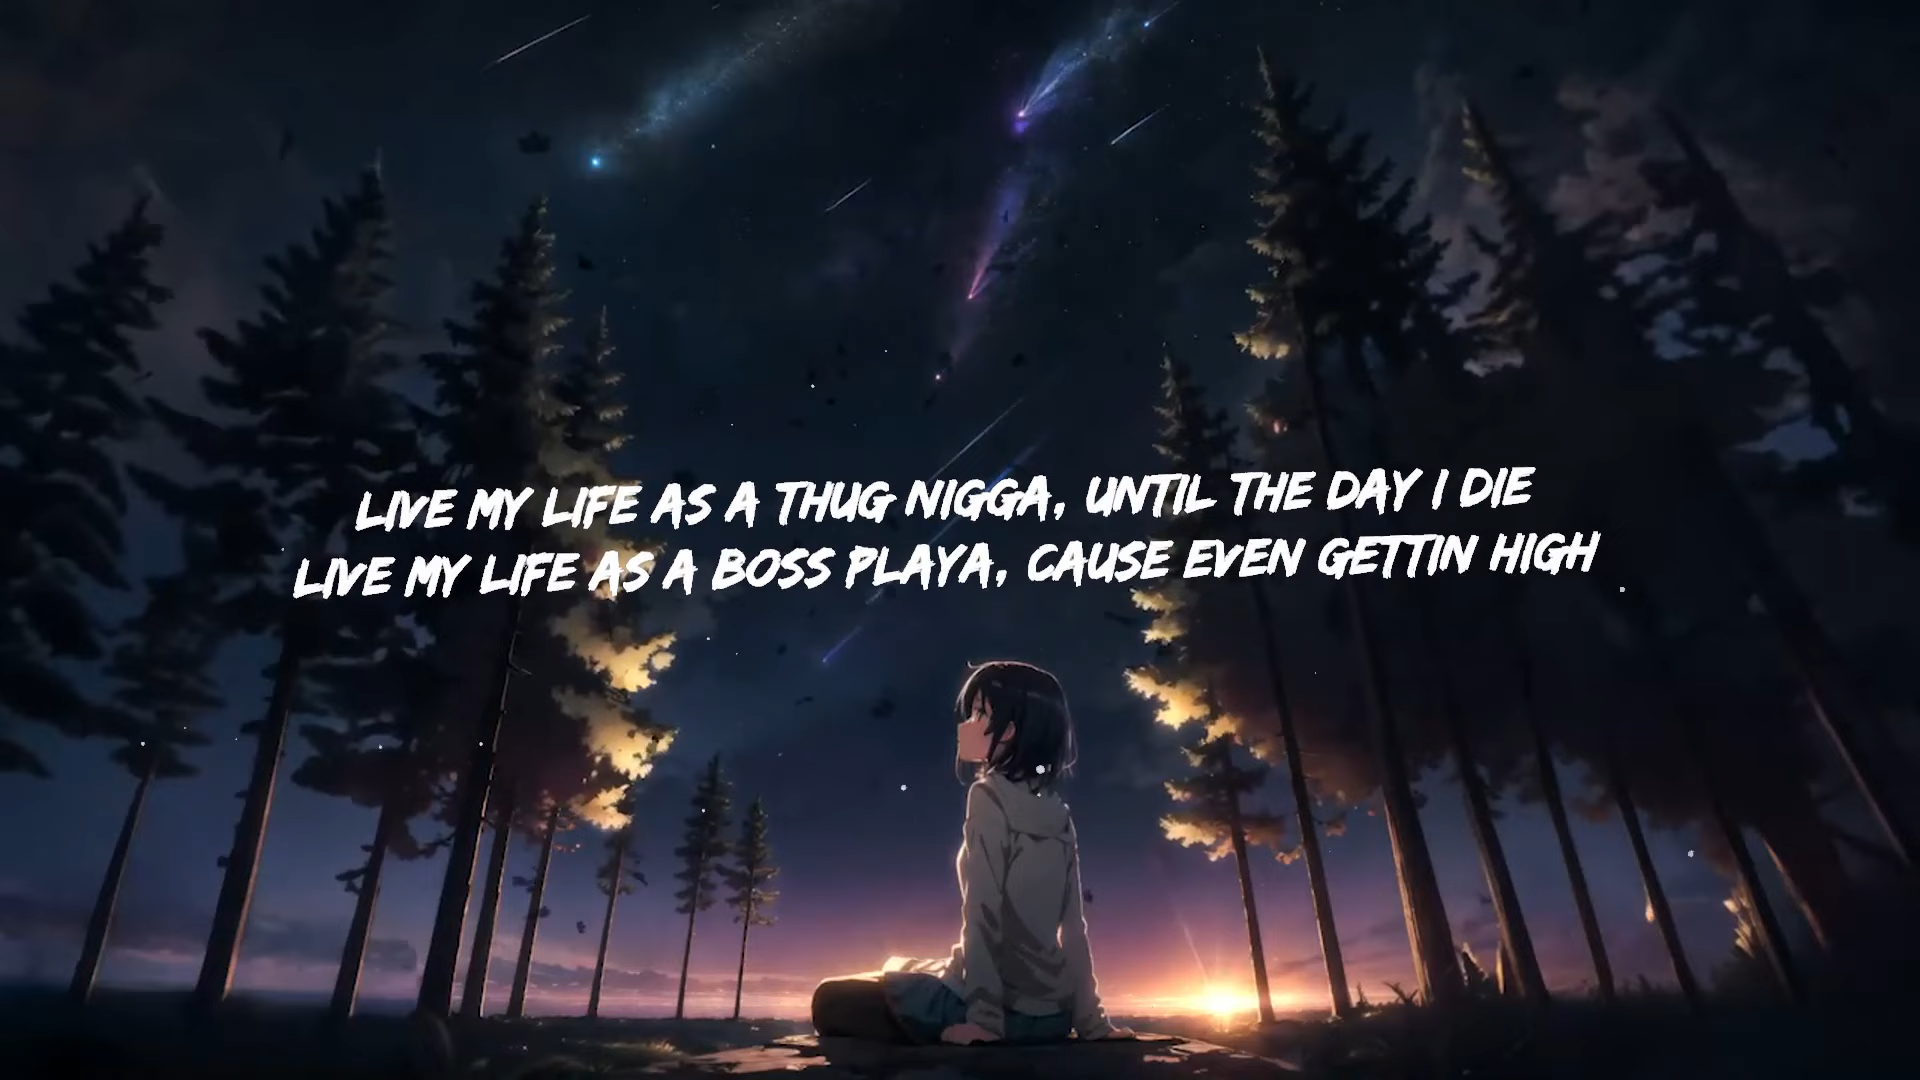 LIVE MY LIFE AS A THUG NIGGA, UNTIL THE DAY I DIE
LIVE MY LIFE AS A BOSS PLAYA, CAUSE EVEN GETTIN HIGH